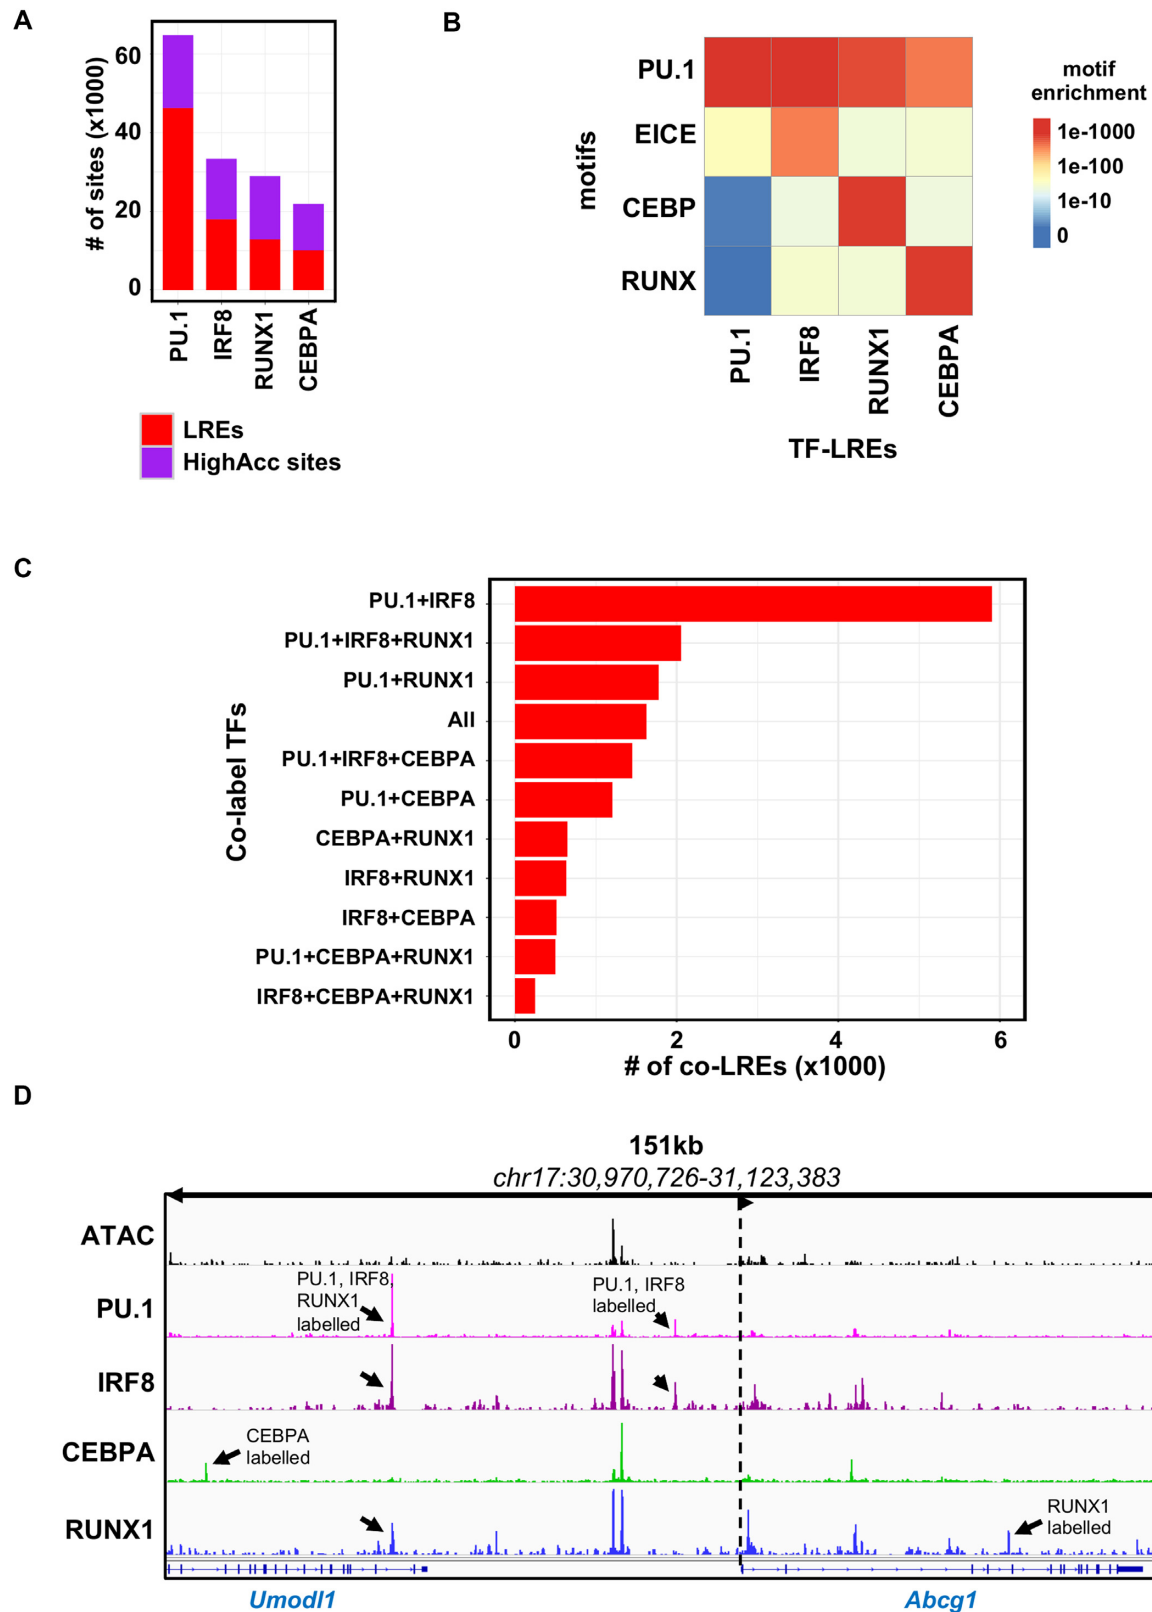 A
# of sites (x1000)
60
40
20
0
PU.1
IRF8
RUNX1
CEBPA
LREs
HighAcc sites
B
motifs
PU.1
EICE
CEBP
RUNX
PU.1
IRF8
RUNX1
CEBPA
TF-LREs
motif
enrichment
1e-1000
1e-100
1e-10
0
C
Co-label TFs
PU.1+IRF8
PU.1+IRF8+RUNX1
PU.1+RUNX1
All
PU.1+IRF8+CEBPA
PU.1+CEBPA
CEBPA+RUNX1
IRF8+RUNX1
IRF8+CEBPA
PU.1+CEBPA+RUNX1
IRF8+CEBPA+RUNX1
0 2 4 6
# of co-LREs (x1000)
D
151kb
chr17:30,970,726-31,123,383
ATAC
PU.1
PU.1, IRF8,
RUNX1
labelled
PU.1, IRF8
labelled
IRF8
CEBPA
CEBPA
labelled
RUNX1
RUNX1
labelled
Umodl1
Abcg1